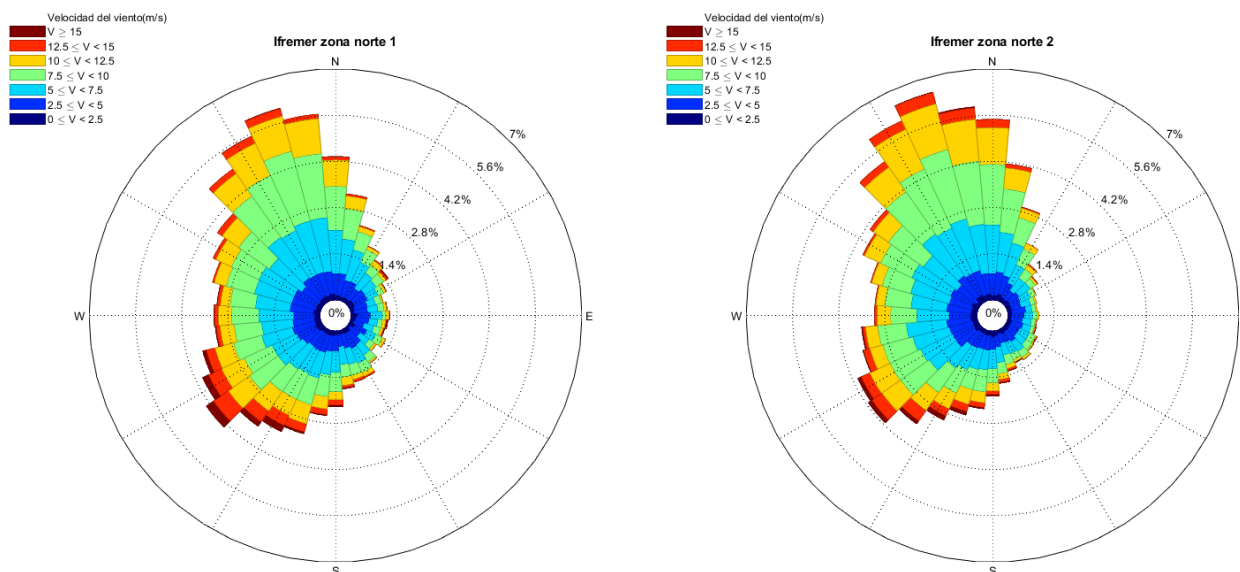 Velocidad del viento(m/s)
V ≥ 15
12.5 ≤ V < 15
10 ≤ V < 12.5
7.5 ≤ V < 10
5 ≤ V < 7.5
2.5 ≤ V < 5
0 ≤ V < 2.5
Ifremer zona norte 1
N
7%
5.6%
4.2%
2.8%
1.4%
0%
W
E
S
Velocidad del viento(m/s)
V ≥ 15
12.5 ≤ V < 15
10 ≤ V < 12.5
7.5 ≤ V < 10
5 ≤ V < 7.5
2.5 ≤ V < 5
0 ≤ V < 2.5
Ifremer zona norte 2
N
7%
5.6%
4.2%
2.8%
1.4%
0%
W
S